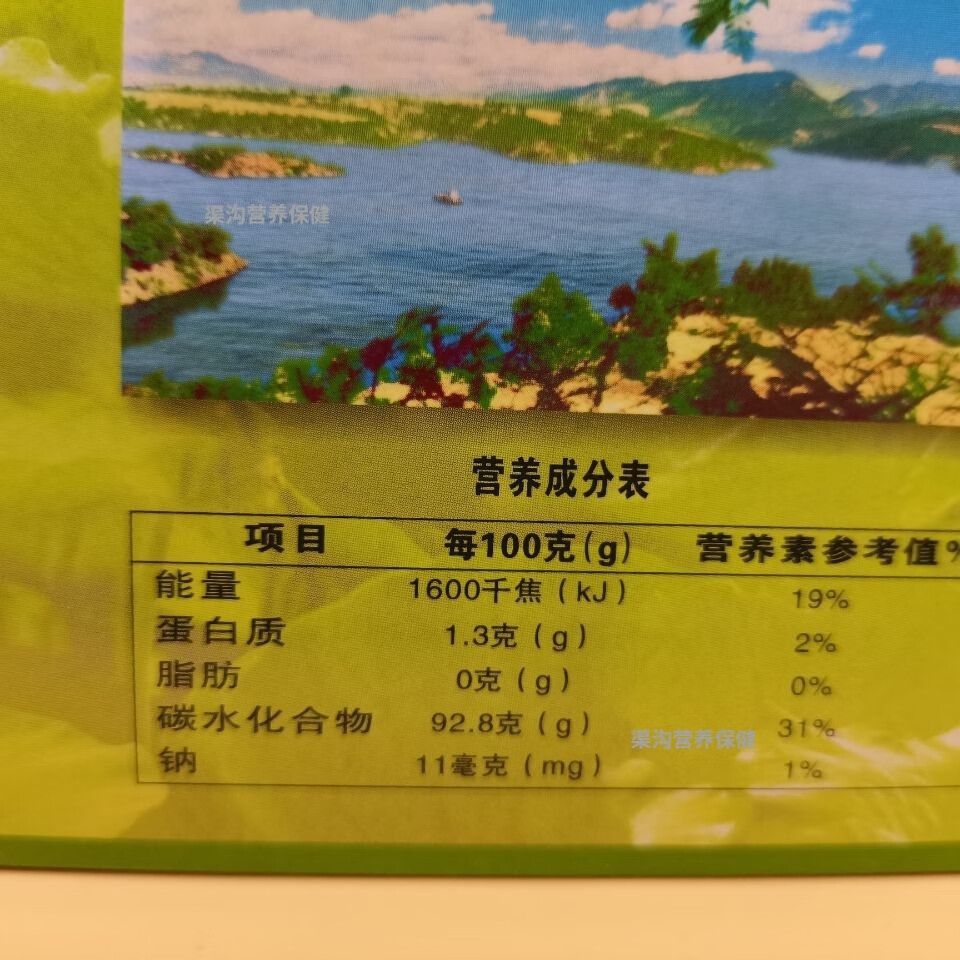 渠沟营养保健
营养成分表
项目 每100克(g) 营养素参考值%
能量 1600千焦（kJ） 19%
蛋白质 1.3克（g） 2%
脂肪 0克（g） 0%
碳水化合物 92.8克（g） 31%
渠沟营养保健
钠 11毫克（mg） 1%